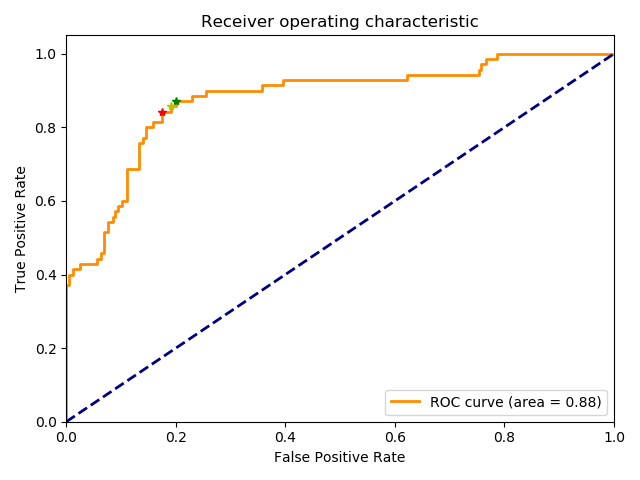 Receiver operating characteristic
1.0
0.8
0.6
0.4
0.2
0.0
True Positive Rate
0.0 0.2 0.4 0.6 0.8 1.0
False Positive Rate
ROC curve (area = 0.88)